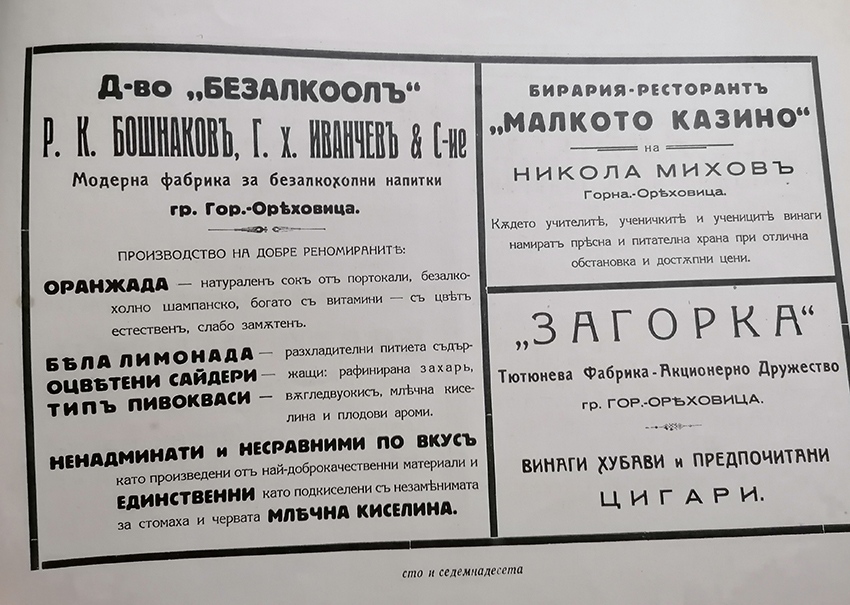 Д-во „БЕЗАЛКООЛЪ“
Р. К. БОШНАКОВЪ, Г. х. ИВАНЧЕВЪ & С-ие
Модерна фабрика за безалкохолни напитки
гр. Гор.-Орѣховица.
ПРОИЗВОДСТВО НА ДОБРЕ РЕНОМИРАНИТѢ:
ОРАНЖАДА — натураленъ сокъ отъ портокали, безалко-
холно шампанско, богато съ витамини — съ цвѣтъ
естественъ, слабо замѫтенъ.
БѢЛА ЛИМОНАДА — разхладителни питиета съдър-
ОЦВѢТЕНИ САЙДЕРИ — жащи: рафинирана захарь,
ТИПЪ ПИВОКВАСИ — вѫгледвуокисъ, млѣчна кисе-
лина и плодови ароми.
НЕНАДМИНАТИ и НЕСРАВНИМИ ПО ВКУСЪ
като произведени отъ най-доброкачественни материали и
ЕДИНСТВЕННИ като подкиселени съ незамѣнимата
за стомаха и червата МЛѢЧНА КИСЕЛИНА.
БИРАРИЯ-РЕСТОРАНТЪ
„МАЛКОТО КАЗИНО“
на
НИКОЛА МИХОВЪ
Горна.-Орѣховица.
Кѫдето учителитѣ, ученичкитѣ и ученицитѣ винаги
намиратъ прѣсна и питателна храна при отлична
обстановка и достѫпни цени.
„ЗАГОРКА“
Тютюнева Фабрика - Акционерно Дружество
гр. ГОР.-ОРѢХОВИЦА.
ВИНАГИ ХУБАВИ и ПРЕДПОЧИТАНИ
ЦИГАРИ.
сто и седемнадесета